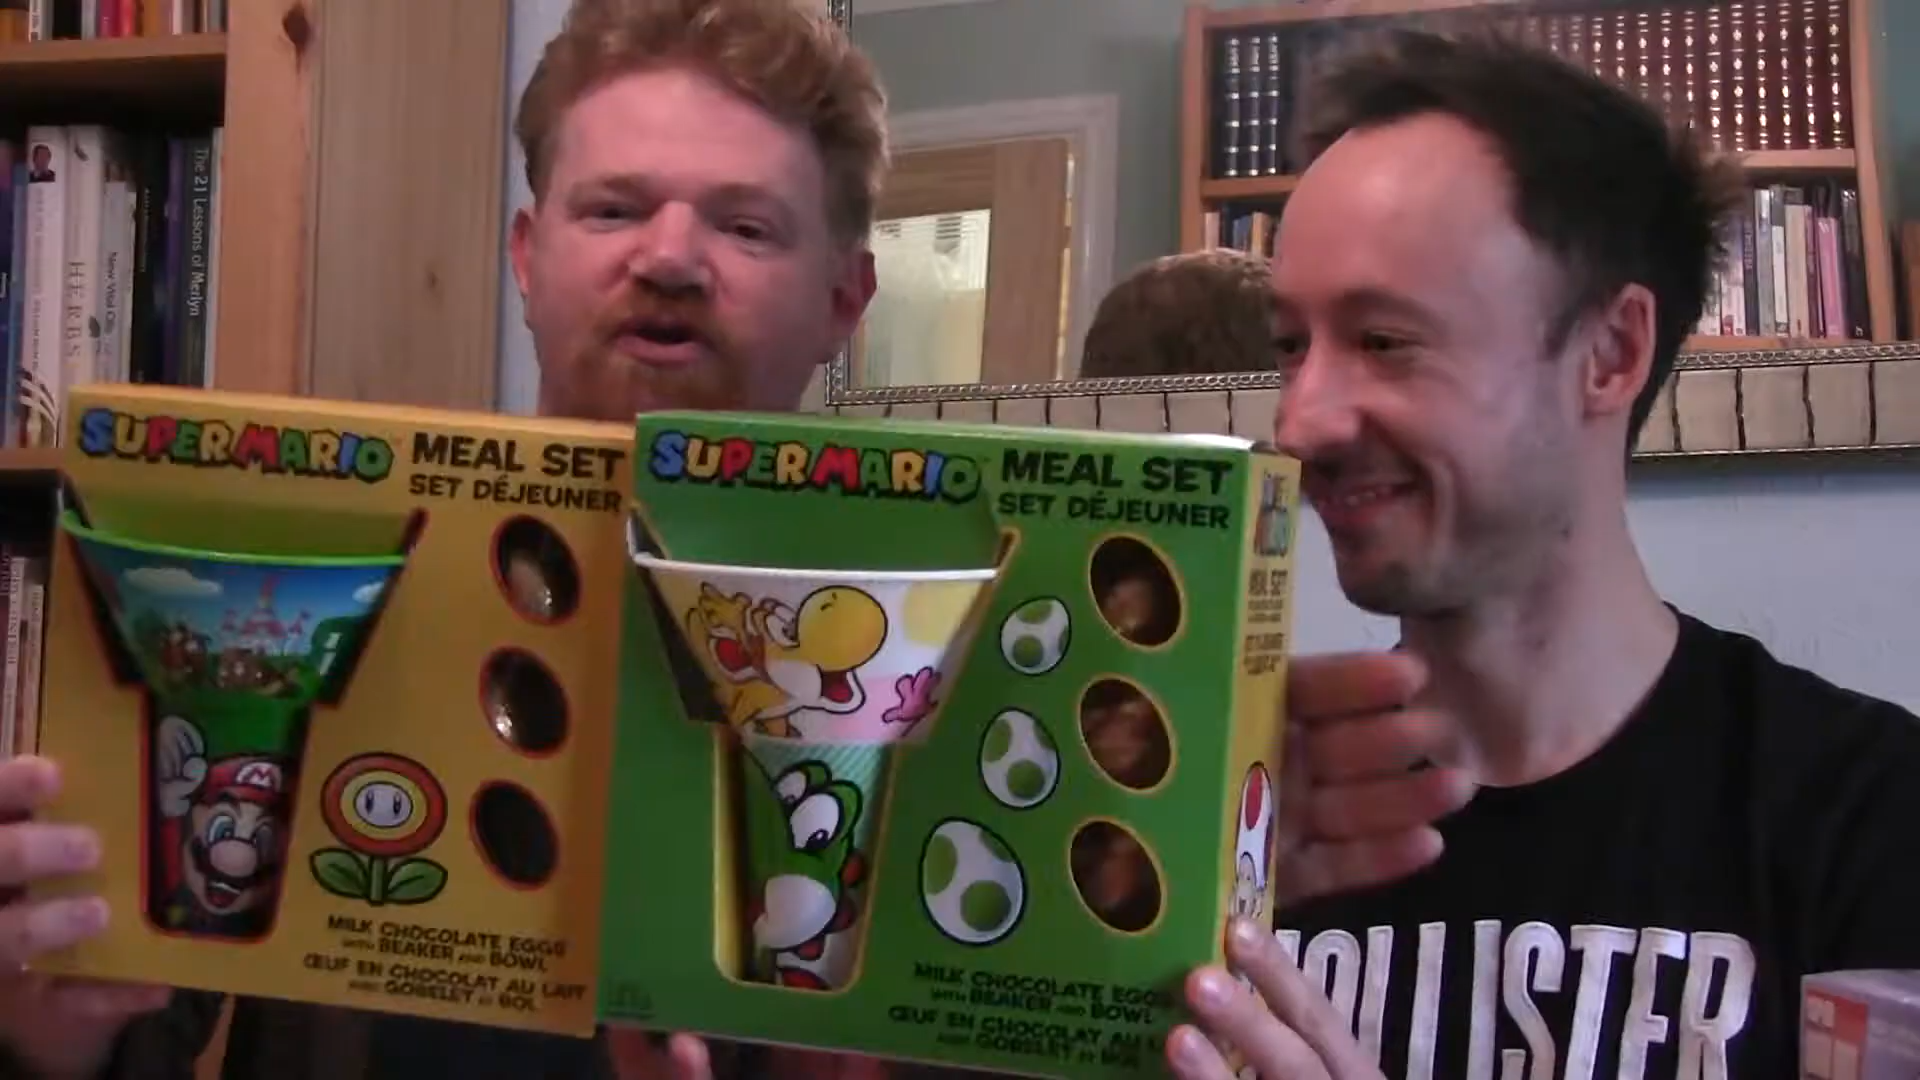 The 21 Lessons of Merlyn
HERBS
SUPER MARIO
MEAL SET
SET DÉJEUNER
MILK CHOCOLATE EGGS
WITH BEAKER AND BOWL
ŒUF EN CHOCOLAT AU LAIT
AVEC GOBELET ET BOL
SUPER MARIO
MEAL SET
SET DÉJEUNER
MILK CHOCOLATE EGGS
WITH BEAKER AND BOWL
ŒUF EN CHOCOLAT AU L
AVEC GOBELET ET BOL
MEAL SET
HOLLISTER